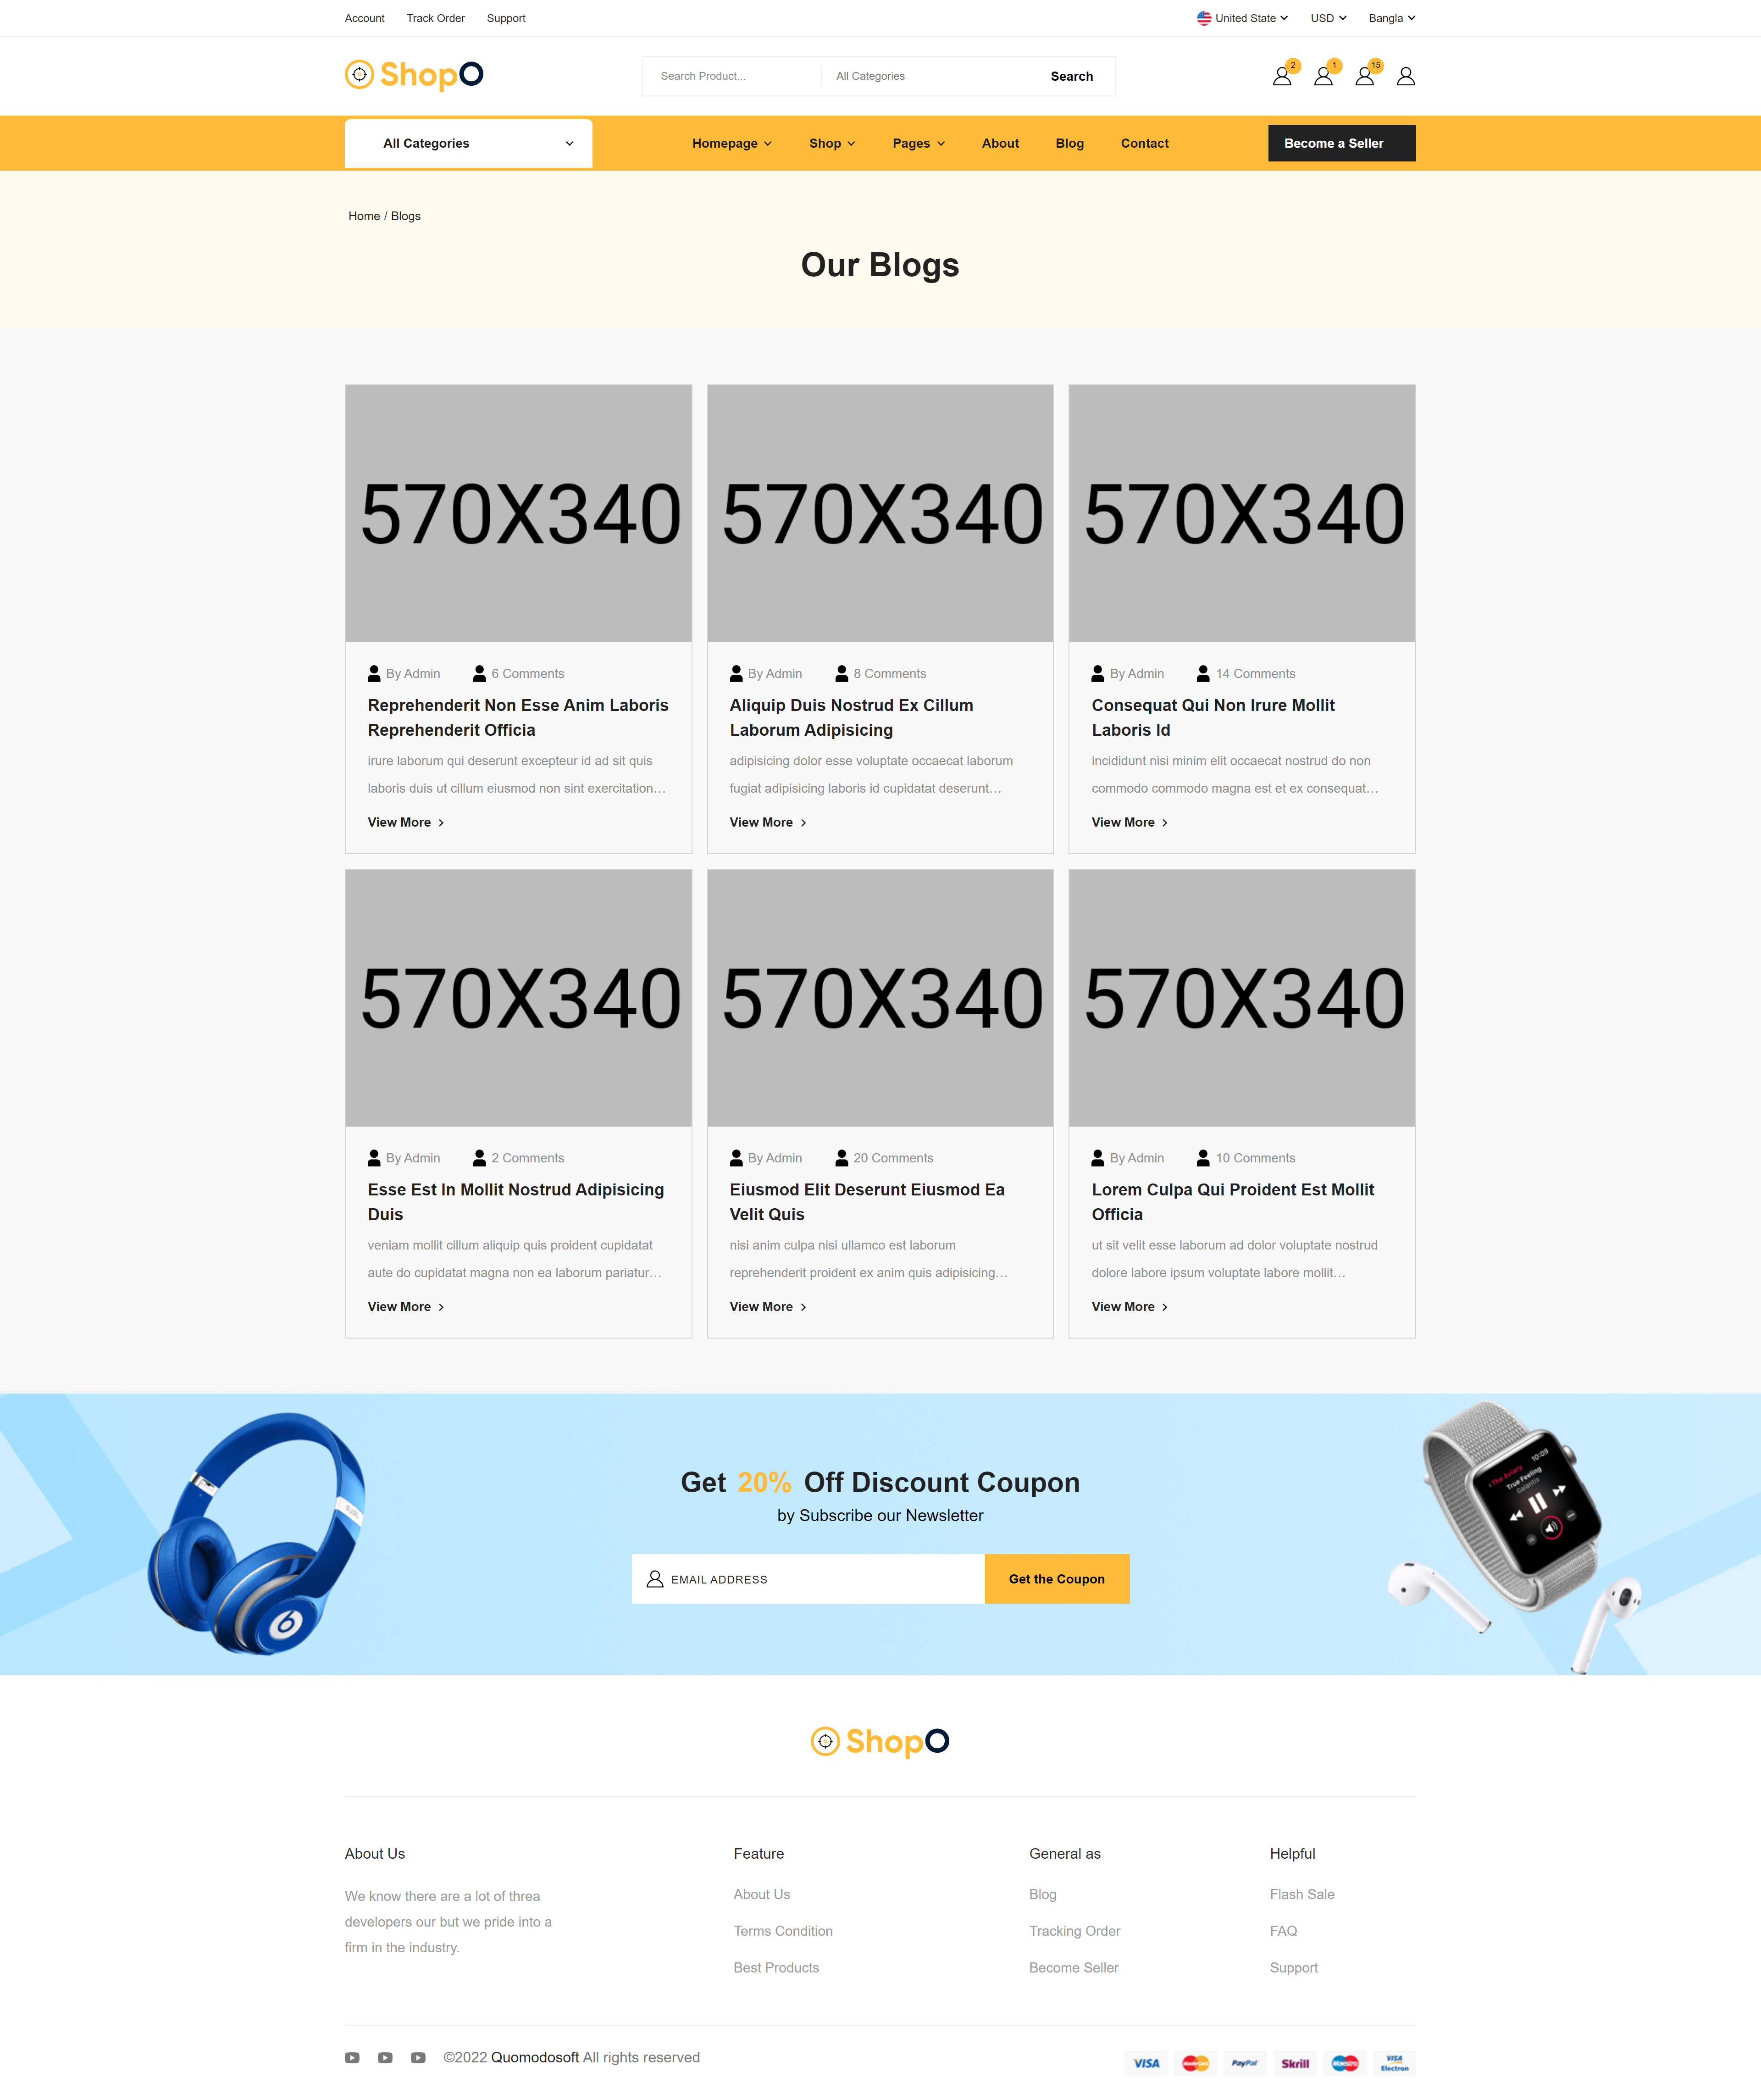 Account Track Order Support United State USD Bangla
ShopO Search Product... All Categories Search 2 1 15
All Categories Homepage Shop Pages About Blog Contact Become a Seller
Home / Blogs
Our Blogs
570X340 570X340 570X340
By Admin 6 Comments
Reprehenderit Non Esse Anim Laboris
Reprehenderit Officia
irure laborum qui deserunt excepteur id ad sit quis
laboris duis ut cillum eiusmod non sint exercitation…
View More
By Admin 8 Comments
Aliquip Duis Nostrud Ex Cillum
Laborum Adipisicing
adipisicing dolor esse voluptate occaecat laborum
fugiat adipisicing laboris id cupidatat deserunt…
View More
By Admin 14 Comments
Consequat Qui Non Irure Mollit
Laboris Id
incididunt nisi minim elit occaecat nostrud do non
commodo commodo magna est et ex consequat…
View More
570X340 570X340 570X340
By Admin 2 Comments
Esse Est In Mollit Nostrud Adipisicing
Duis
veniam mollit cillum aliquip quis proident cupidatat
aute do cupidatat magna non ea laborum pariatur…
View More
By Admin 20 Comments
Eiusmod Elit Deserunt Eiusmod Ea
Velit Quis
nisi anim culpa nisi ullamco est laborum
reprehenderit proident ex anim quis adipisicing…
View More
By Admin 10 Comments
Lorem Culpa Qui Proident Est Mollit
Officia
ut sit velit esse laborum ad dolor voluptate nostrud
dolore labore ipsum voluptate labore mollit…
View More
Get 20% Off Discount Coupon
by Subscribe our Newsletter
EMAIL ADDRESS Get the Coupon
10:09
The Aviary
True Feeling
Galantis
ShopO
About Us
We know there are a lot of threa
developers our but we pride into a
firm in the industry.
Feature
About Us
Terms Condition
Best Products
General as
Blog
Tracking Order
Become Seller
Helpful
Flash Sale
FAQ
Support
©2022 Quomodosoft All rights reserved
VISA MasterCard PayPal Skrill Maestro VISA Electron